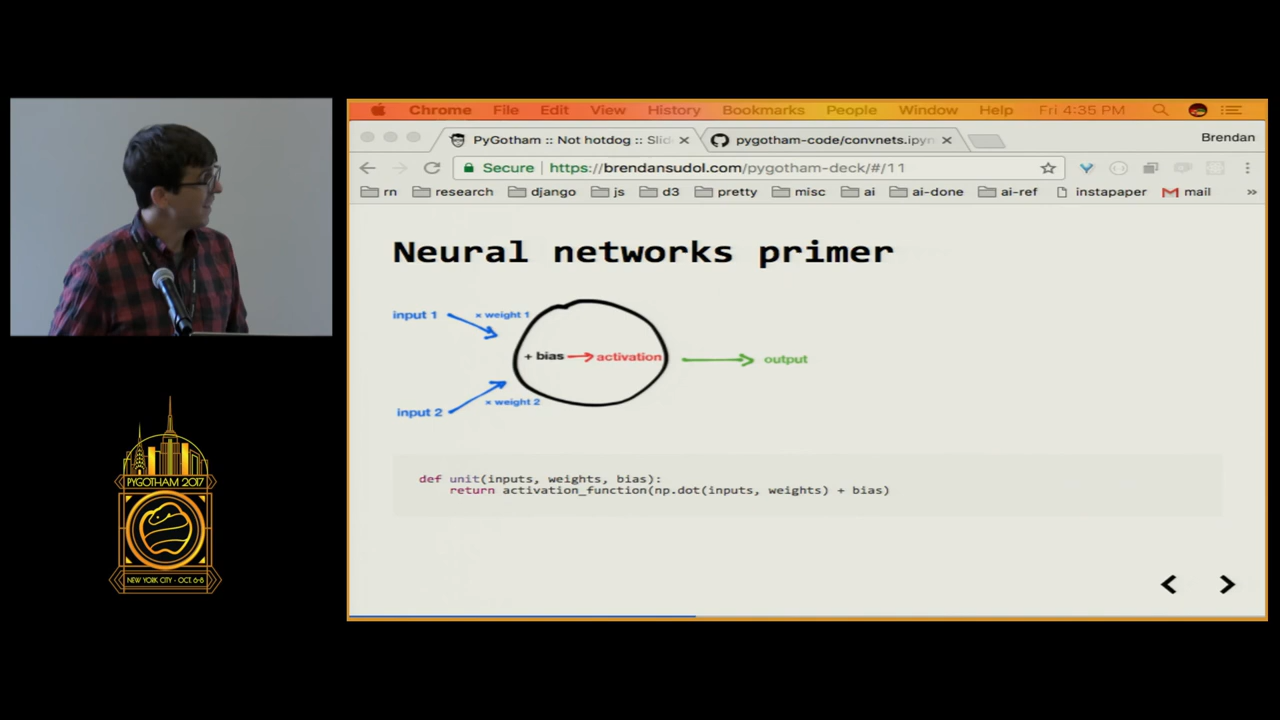 Chrome File Edit View History Bookmarks People Window Help Fri 4:35 PM
PyGotham :: Not hotdog :: Slid
pygotham-code/convnets.ipyn
Brendan
Secure
https://brendansudol.com/pygotham-deck/#/11
rn research django js d3 pretty misc ai ai-done ai-ref instapaper mail »
Neural networks primer
input 1
× weight 1
+ bias
activation
output
input 2
× weight 2
def unit(inputs, weights, bias):
return activation_function(np.dot(inputs, weights) + bias)
PYGOTHAM 2017
NEW YORK CITY - OCT. 6-8